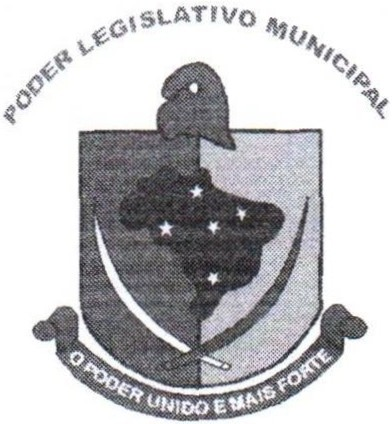 PODER LEGISLATIVO MUNICIPAL
O PODER UNIDO E MAIS FORTE